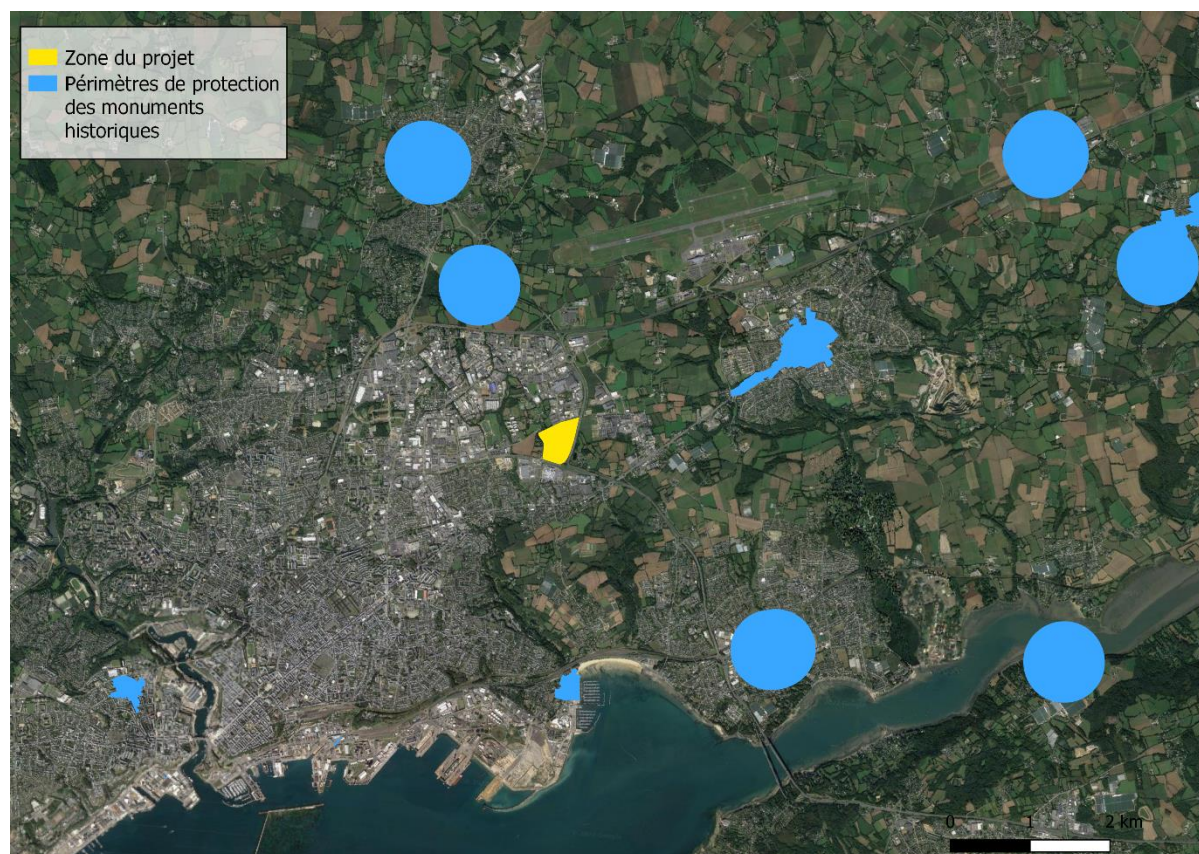 Zone du projet
Périmètres de protection
des monuments
historiques
0 1 2 km